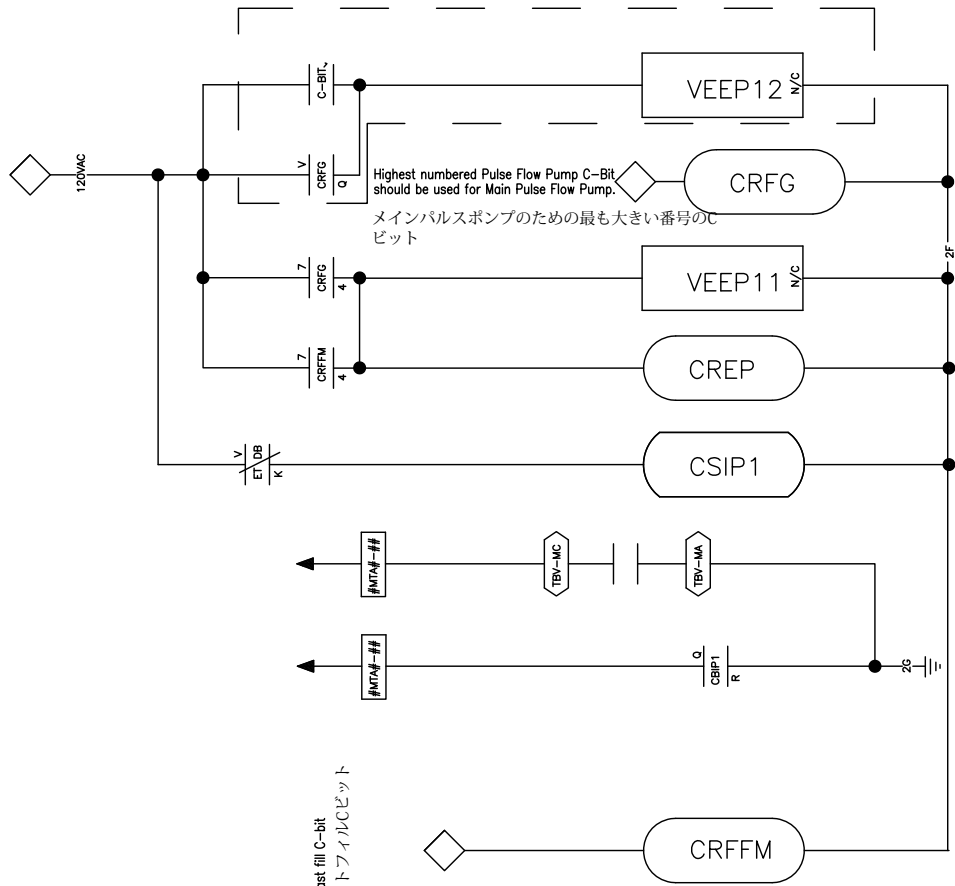 C-BIT
VEEP12
N/C
120VAC
V
CRFG
Q
Highest numbered Pulse Flow Pump C-Bit
should be used for Main Pulse Flow Pump.
CRFG
メインパルスポンプのための最も大きい番号のC
ビット
2F
7
CRFG
4
VEEP11
N/C
7
CRFFM
4
CREP
V
ET DB
K
CSIP1
#MTA#-##
TBV-MC
TBV-MA
#MTA#-##
Q
CBIP1
R
2G
fill C-bit
トフィルCビット
CRFFM